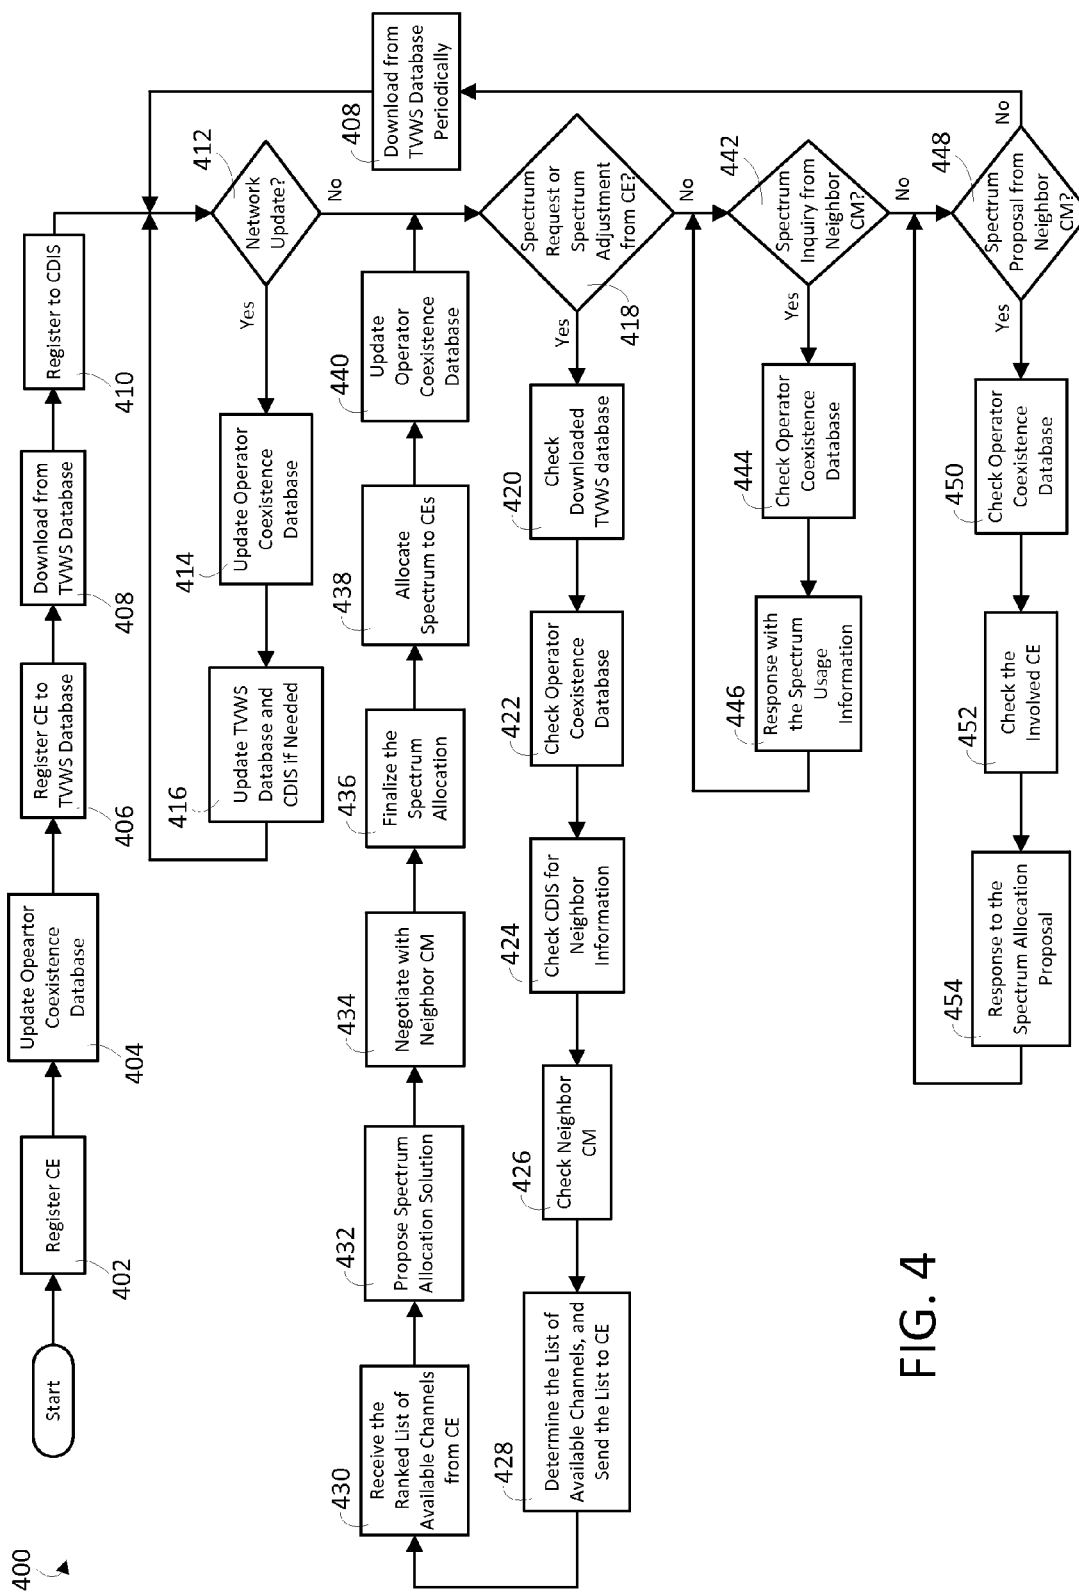 400
Start
Register CE
402
Update Opeartor
Coexistence
Database
404
Register CE to
TVWS Database
406
Download from
TVWS Database
408
Register to CDIS
410
412
Network
Update?
Yes
No
414
Update Operator
Coexistence
Database
416
Update TVWS
Database and
CDIS if Needed
408
Download from
TVWS Database
Periodically
430
Receive the
Ranked List of
Available Channels
from CE
432
Propose Spectrum
Allocation Solution
434
Negotiate with
Neighbor CM
436
Finalize the
Spectrum
Allocation
438
Allocate
Spectrum to CEs
440
Update
Operator
Coexistence
Database
Spectrum
Request or
Spectrum
Adjustment
from CE?
418
Yes
No
420
Check
Downloaded
TVWS database
422
Check Operator
Coexistence
Database
424
Check CDIS for
Neighbor
Information
426
Check Neighbor
CM
428
Determine the List of
Available Channels, and
Send the List to CE
442
Spectrum
Inquiry from
Neighbor
CM?
Yes
No
444
Check Operator
Coexistence
Database
446
Response with
the Spectrum
Usage
Information
448
Spectrum
Proposal from
Neighbor
CM?
Yes
No
450
Check Operator
Coexistence
Database
452
Check the
Involved CE
454
Response to the
Spectrum Allocation
Proposal
FIG. 4